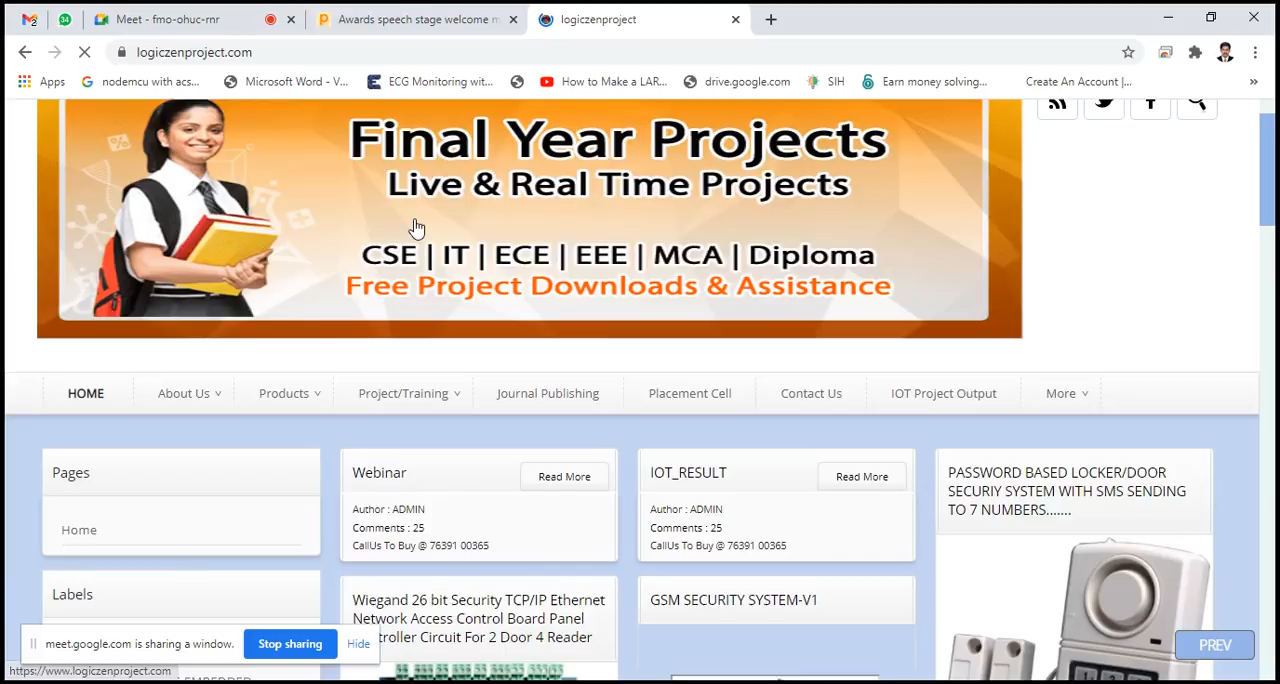 2
34
Meet - fmo-ohuc-rnr
Awards speech stage welcome m
logiczenproject
logiczenproject.com
Apps
nodemcu with acs...
Microsoft Word - V...
ECG Monitoring wit...
How to Make a LAR...
drive.google.com
SIH
Earn money solving...
Create An Account |...
»
Final Year Projects
Live & Real Time Projects
CSE | IT | ECE | EEE | MCA | Diploma
Free Project Downloads & Assistance
HOME
About Us
Products
Project/Training
Journal Publishing
Placement Cell
Contact Us
IOT Project Output
More
Pages
Home
Labels
Webinar
Read More
Author : ADMIN
Comments : 25
CallUs To Buy @ 76391 00365
IOT_RESULT
Read More
Author : ADMIN
Comments : 25
CallUs To Buy @ 76391 00365
PASSWORD BASED LOCKER/DOOR
SECURIY SYSTEM WITH SMS SENDING
TO 7 NUMBERS.......
Wiegand 26 bit Security TCP/IP Ethernet
Network Access Control Board Panel
troller Circuit For 2 Door 4 Reader
GSM SECURITY SYSTEM-V1
PREV
meet.google.com is sharing a window.
Stop sharing
Hide
https://www.logiczenproject.com